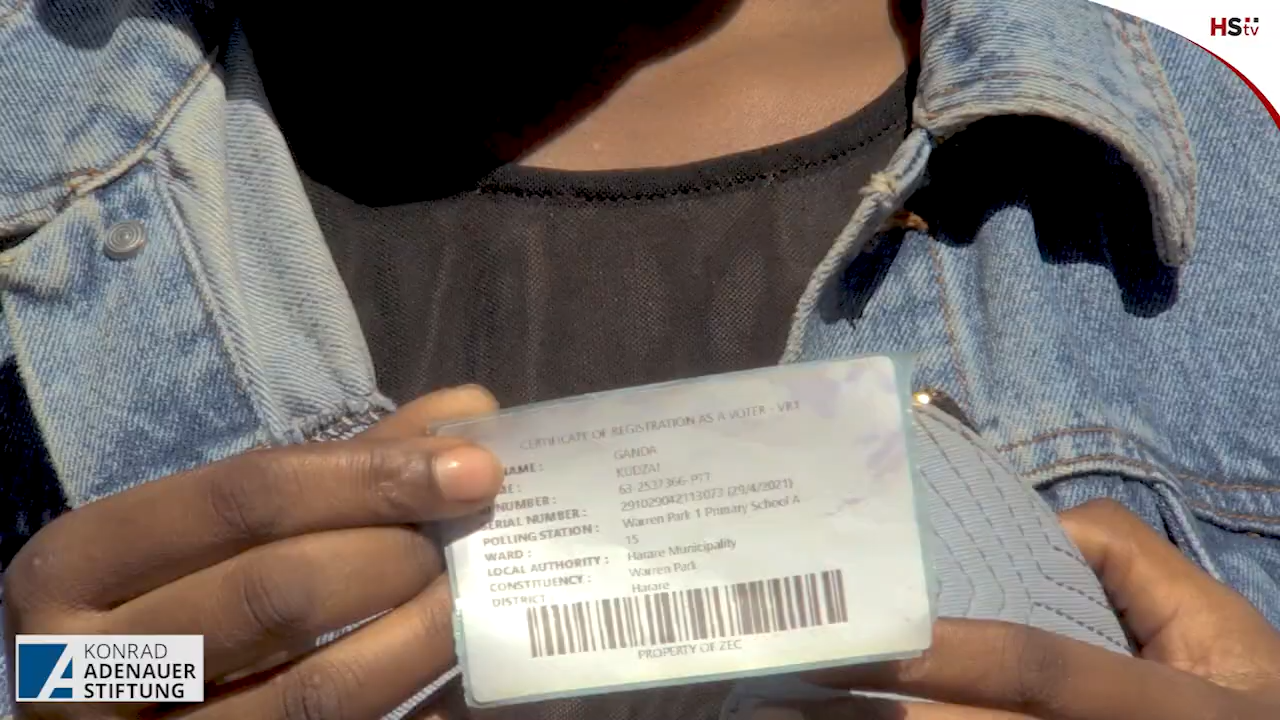 HStv
CERTIFICATE OF REGISTRATION AS A VOTER - VR1
NAME : GANDA
ME : KUDZAI
NUMBER : 63-2537366-P77
SERIAL NUMBER : 291029042113073 (29/4/2021)
POLLING STATION : Warren Park 1 Primary School A
WARD : 15
LOCAL AUTHORITY : Harare Municipality
CONSTITUENCY : Warren Park
DISTRICT Harare
PROPERTY OF ZEC
KONRAD
ADENAUER
STIFTUNG